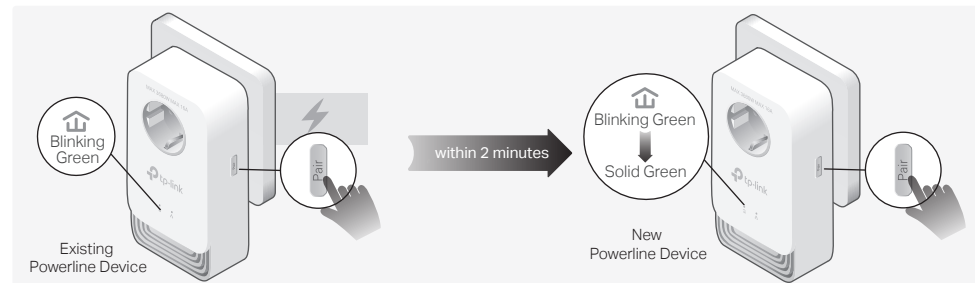 Blinking
Green
tp-link
Pair
Existing
Powerline Device
within 2 minutes
Blinking Green
Solid Green
tp-link
Pair
New
Powerline Device